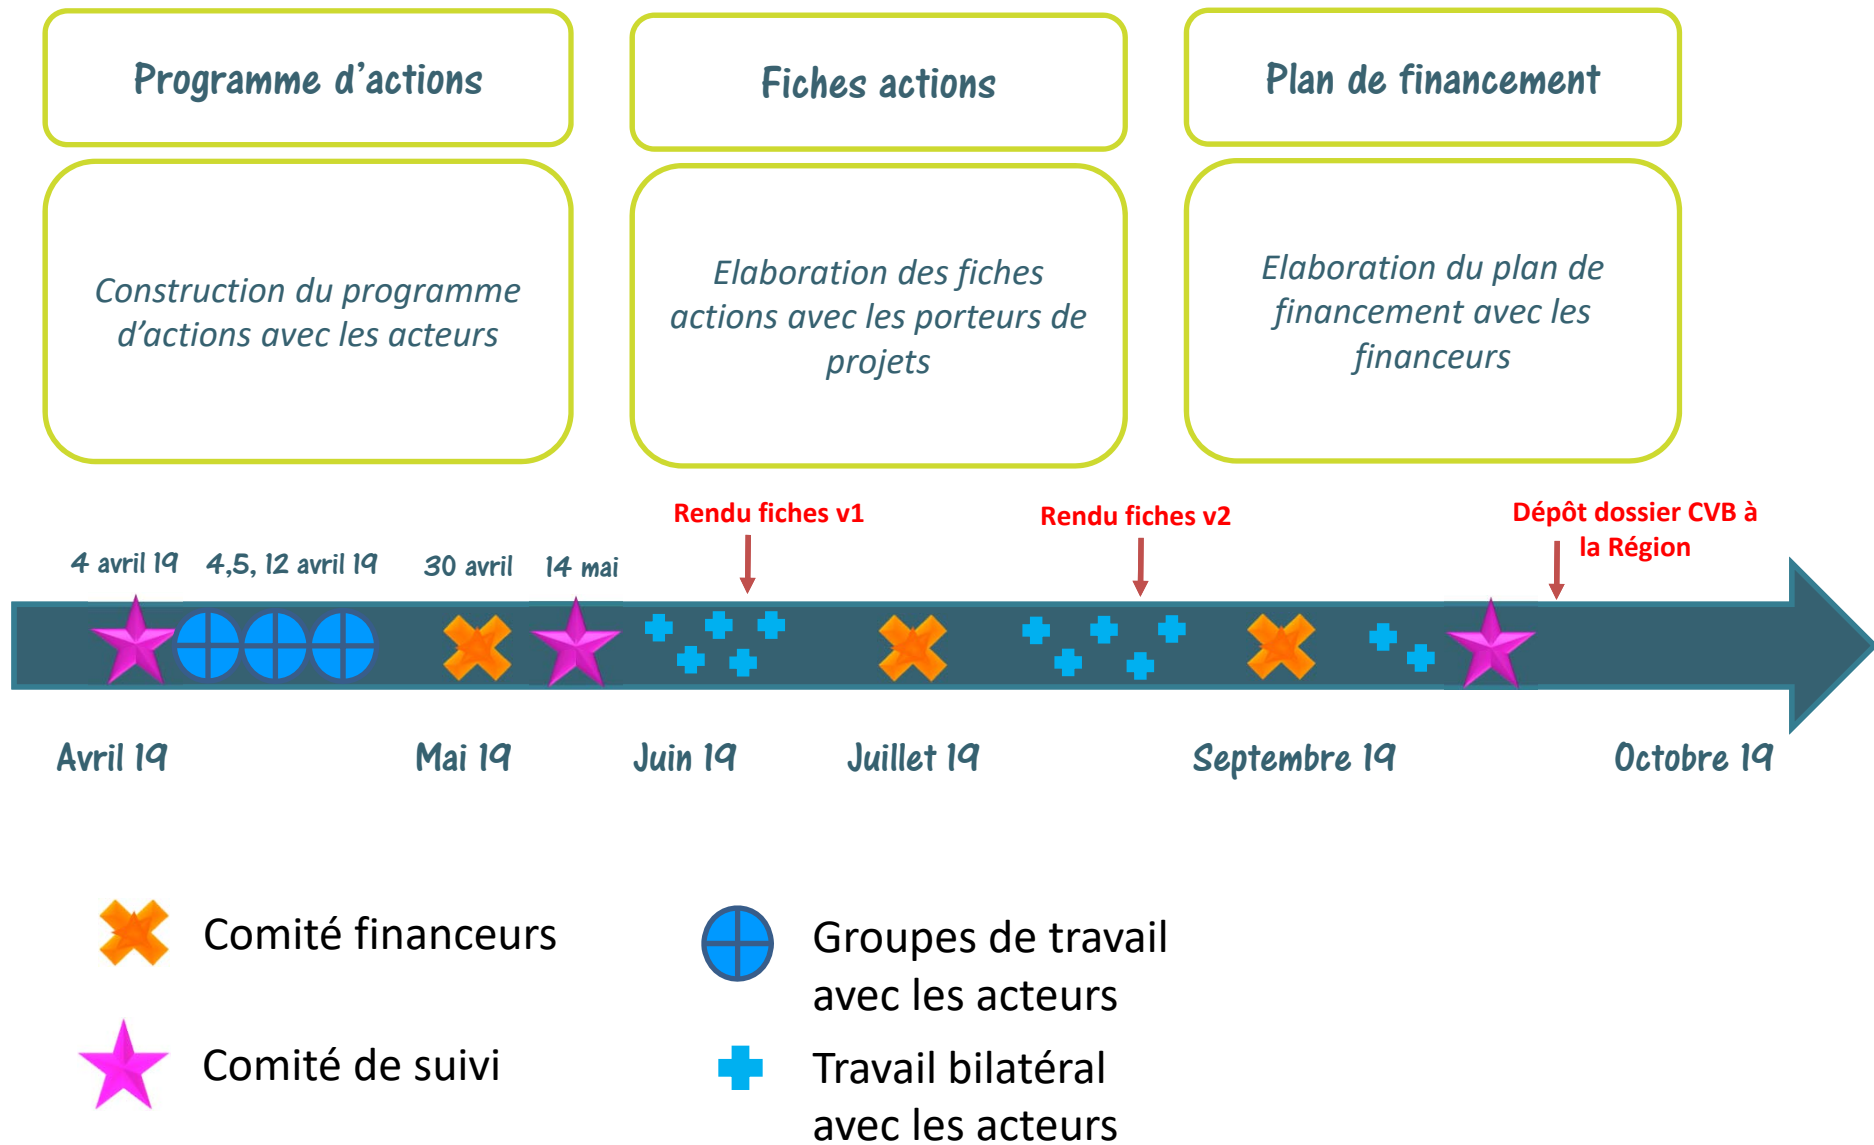 Programme d'actions
Fiches actions
Plan de financement
Construction du programme
d'actions avec les acteurs
Elaboration des fiches
actions avec les porteurs de
projets
Elaboration du plan de
financement avec les
financeurs
Rendu fiches v1
Rendu fiches v2
Dépôt dossier CVB à
la Région
4 avril 19
4,5, 12 avril 19
30 avril
14 mai
Avril 19
Mai 19
Juin 19
Juillet 19
Septembre 19
Octobre 19
Comité financeurs
Groupes de travail
avec les acteurs
Comité de suivi
Travail bilatéral
avec les acteurs